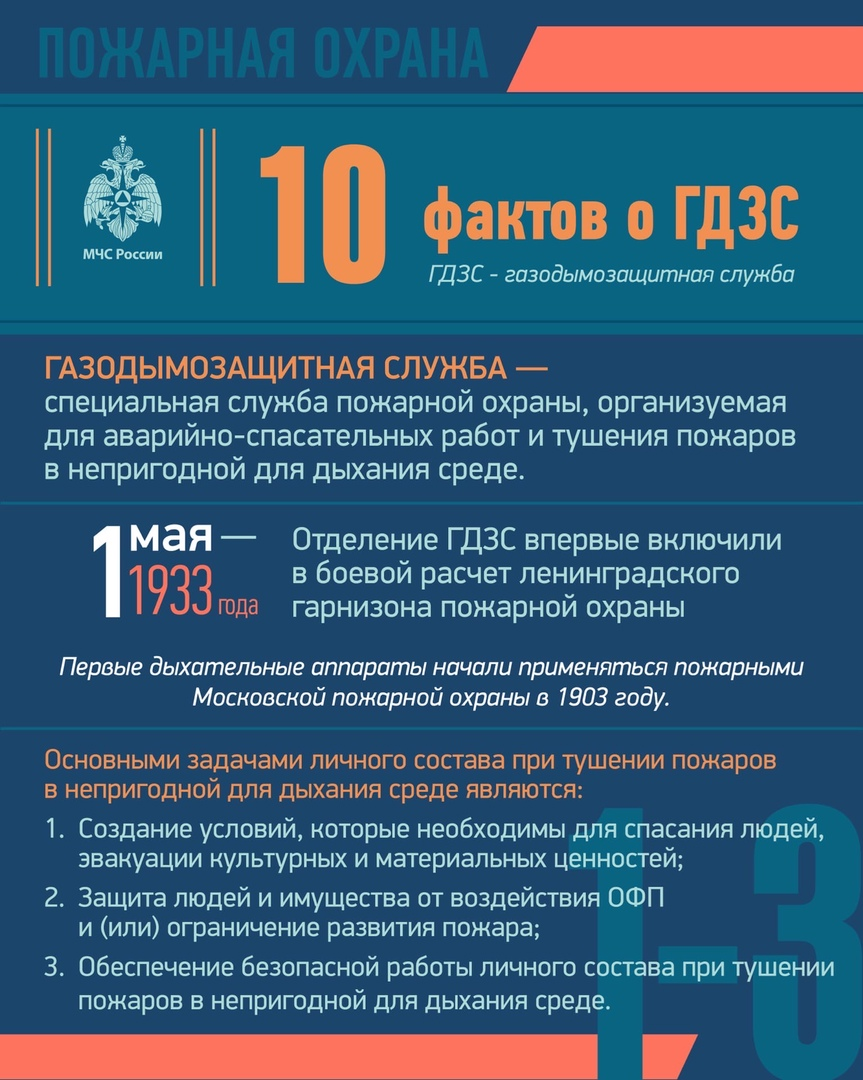 ПОЖАРНАЯ ОХРАНА
МЧС России
10 фактов о ГДЗС
ГДЗС - газодымозащитная служба
ГАЗОДЫМОЗАЩИТНАЯ СЛУЖБА —
специальная служба пожарной охраны, организуемая
для аварийно-спасательных работ и тушения пожаров
в непригодной для дыхания среде.
1 мая —
1933 года
Отделение ГДЗС впервые включили
в боевой расчет ленинградского
гарнизона пожарной охраны
Первые дыхательные аппараты начали применяться пожарными
Московской пожарной охраны в 1903 году.
Основными задачами личного состава при тушении пожаров
в непригодной для дыхания среде являются:
1. Создание условий, которые необходимы для спасания людей,
эвакуации культурных и материальных ценностей;
2. Защита людей и имущества от воздействия ОФП
и (или) ограничение развития пожара;
3. Обеспечение безопасной работы личного состава при тушении
пожаров в непригодной для дыхания среде.
1-3